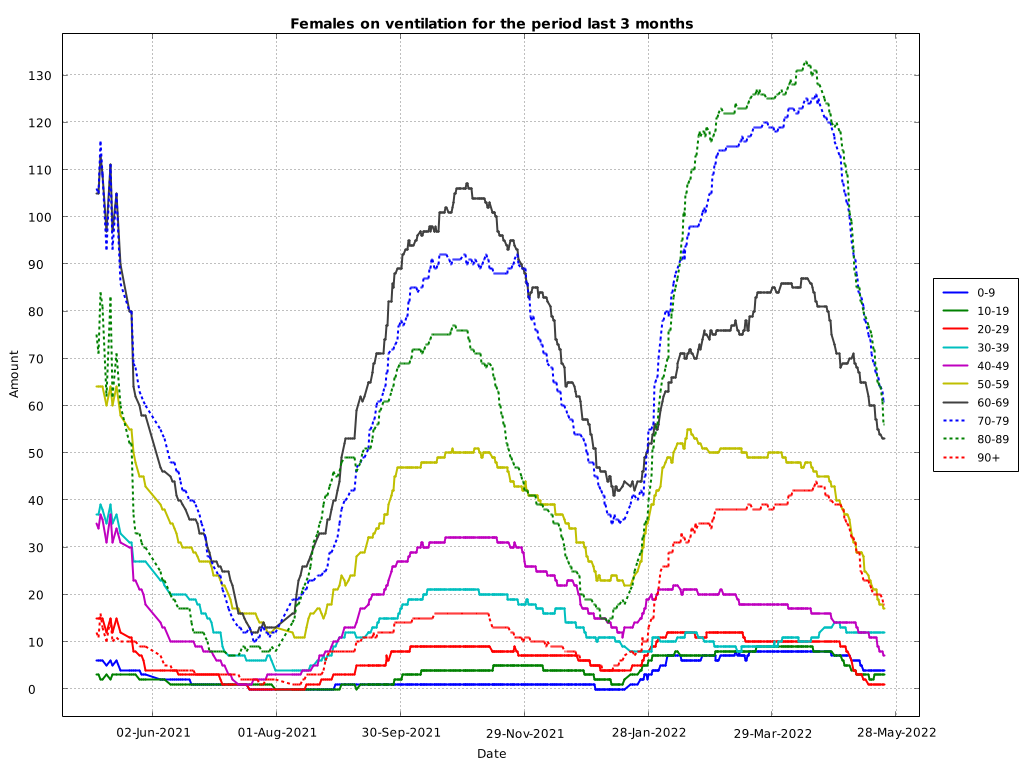 Females on ventilation for the period last 3 months
130
120
110
100
90
80
70
60
50
40
30
20
10
0
Amount
02-Jun-2021
01-Aug-2021
30-Sep-2021
29-Nov-2021
28-Jan-2022
29-Mar-2022
28-May-2022
Date
0-9
10-19
20-29
30-39
40-49
50-59
60-69
70-79
80-89
90+